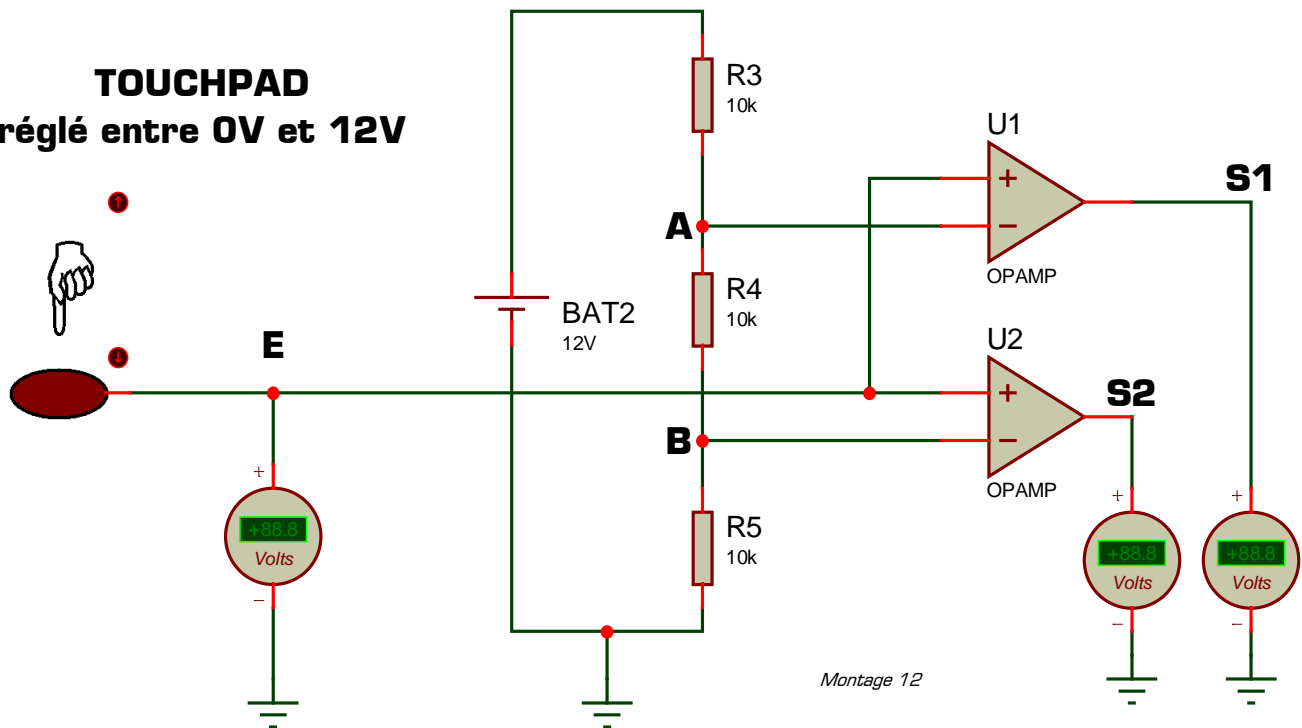 TOUCHPAD
réglé entre 0V et 12V
E
+
+88.8
Volts
−
BAT2
12V
R3
10k
A
R4
10k
B
R5
10k
U1
+
−
OPAMP
S1
U2
+
−
OPAMP
S2
+
+88.8
Volts
−
+
+88.8
Volts
−
Montage 12